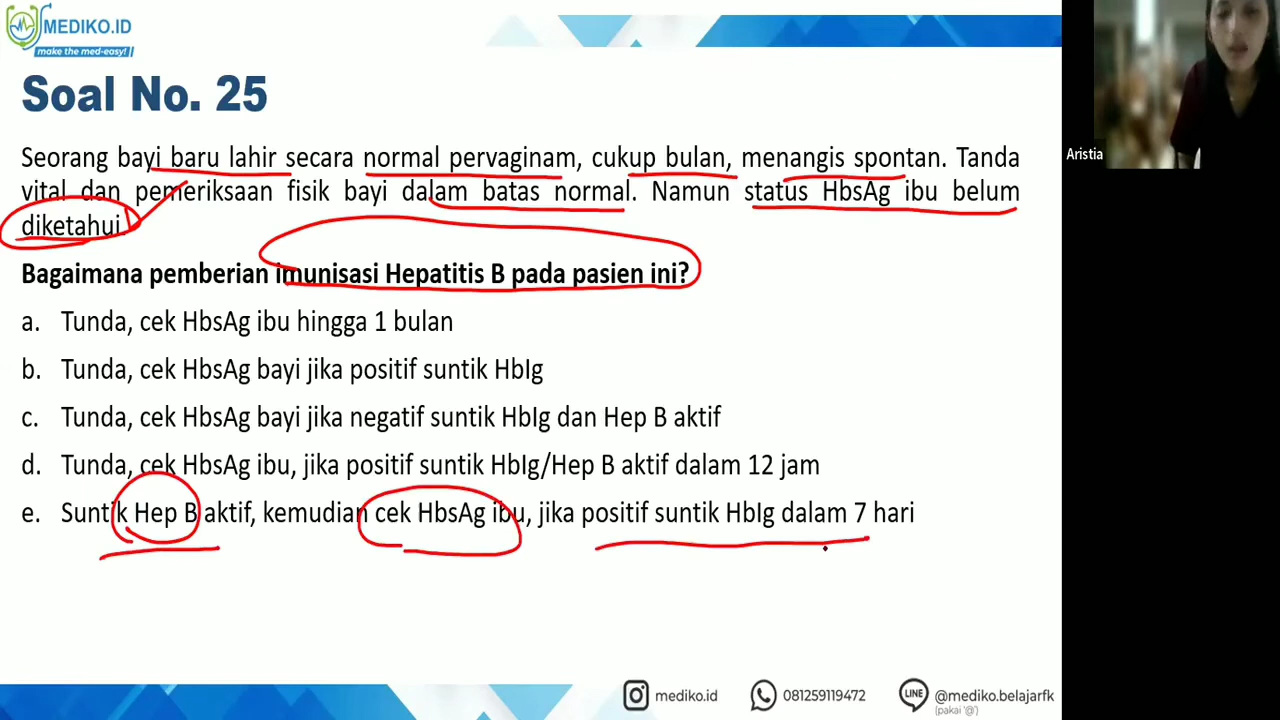 MEDIKO.ID
make the med-easy!
Soal No. 25
Seorang bayi baru lahir secara normal pervaginam, cukup bulan, menangis spontan. Tanda
vital dan pemeriksaan fisik bayi dalam batas normal. Namun status HbsAg ibu belum
diketahui.
Bagaimana pemberian imunisasi Hepatitis B pada pasien ini?
a. Tunda, cek HbsAg ibu hingga 1 bulan
b. Tunda, cek HbsAg bayi jika positif suntik HbIg
c. Tunda, cek HbsAg bayi jika negatif suntik HbIg dan Hep B aktif
d. Tunda, cek HbsAg ibu, jika positif suntik HbIg/Hep B aktif dalam 12 jam
e. Suntik Hep B aktif, kemudian cek HbsAg ibu, jika positif suntik HbIg dalam 7 hari
Aristia
mediko.id
081259119472
LINE
@mediko.belajarfk
(pakai '@')